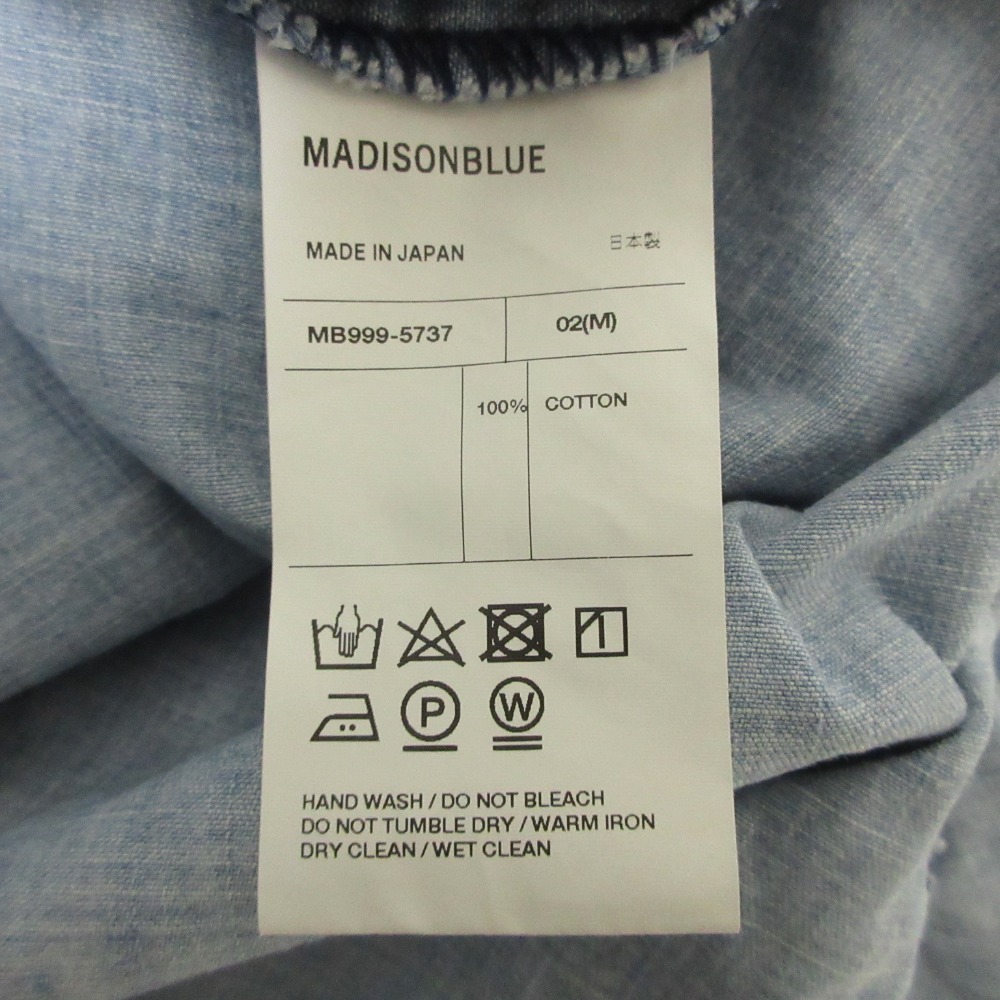 MADISONBLUE
MADE IN JAPAN 日本製
MB999-5737 02(M)
100% COTTON
P W
HAND WASH / DO NOT BLEACH
DO NOT TUMBLE DRY / WARM IRON
DRY CLEAN / WET CLEAN